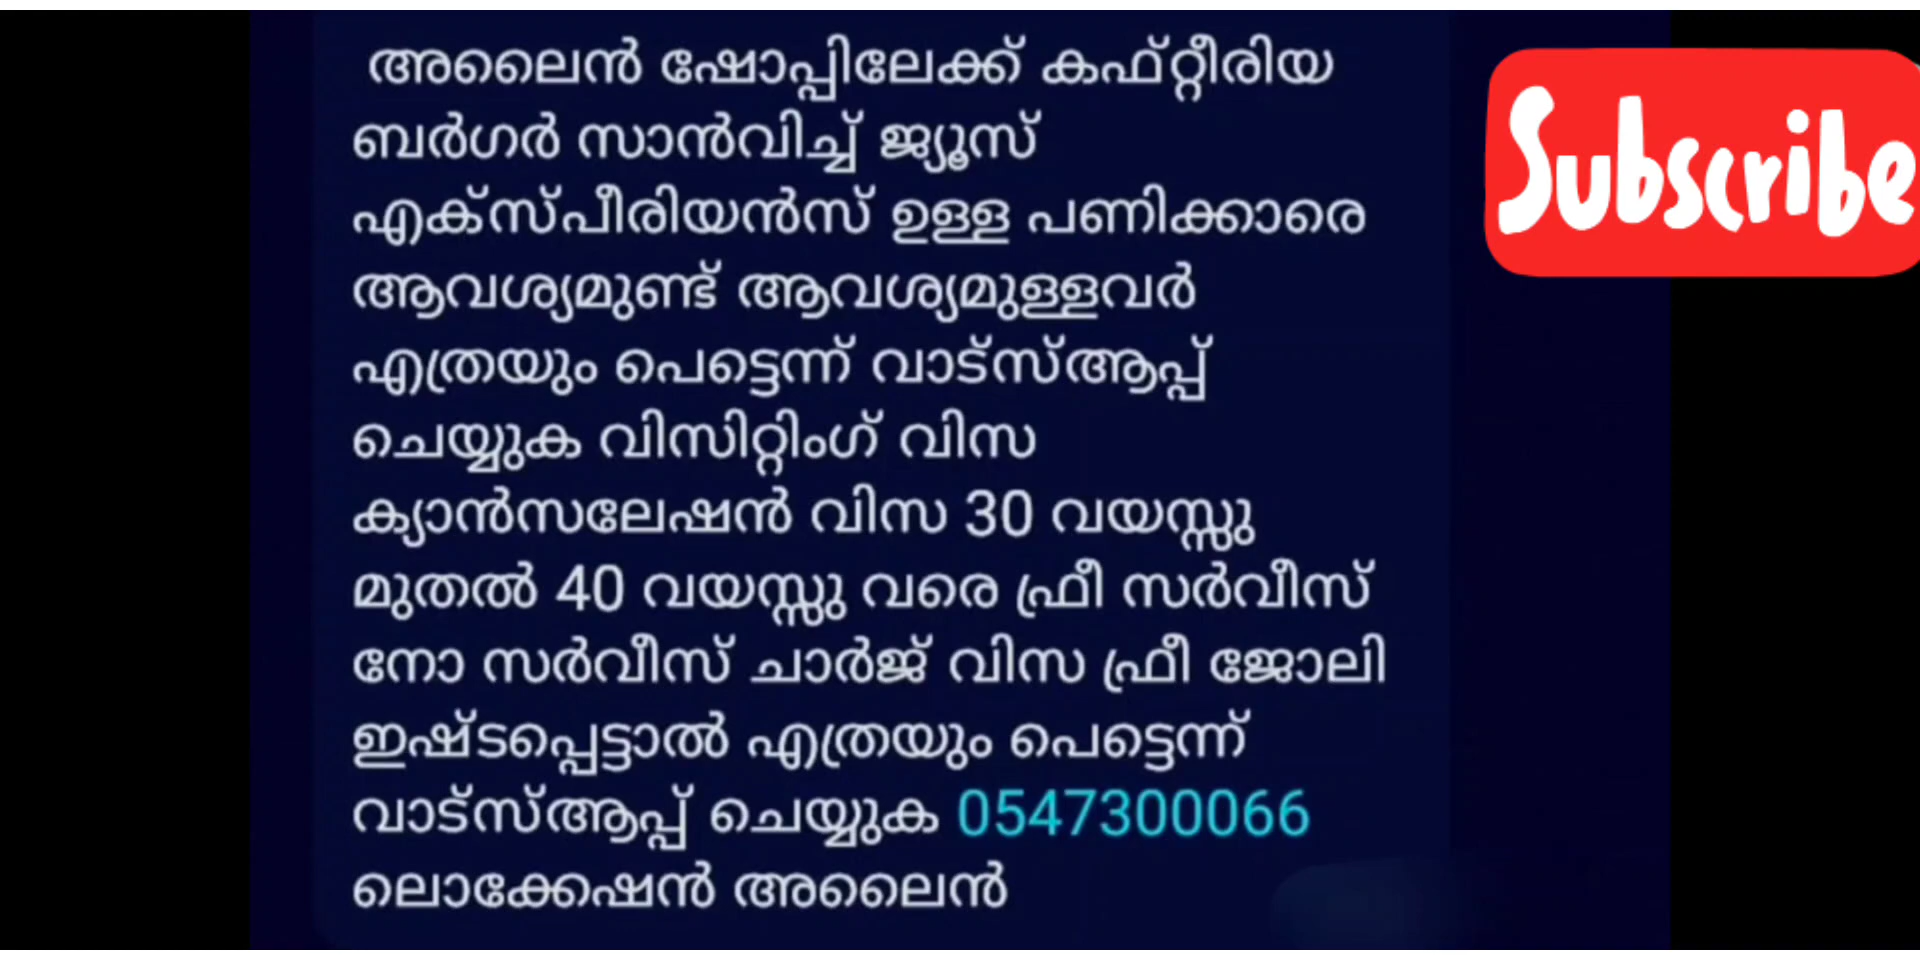 അലൈൻ ഷോപ്പിലേക്ക് കഫ്റ്റീരിയ
ബർഗർ സാൻവിച്ച് ജ്യൂസ്
എക്സ്പീരിയൻസ് ഉള്ള പണിക്കാരെ
ആവശ്യമുണ്ട് ആവശ്യമുള്ളവർ
എത്രയും പെട്ടെന്ന് വാട്സ്ആപ്പ്
ചെയ്യുക വിസിറ്റിംഗ് വിസ
ക്യാൻസലേഷൻ വിസ 30 വയസ്സു
മുതൽ 40 വയസ്സു വരെ ഫ്രീ സർവീസ്
നോ സർവീസ് ചാർജ് വിസ ഫ്രീ ജോലി
ഇഷ്ടപ്പെട്ടാൽ എത്രയും പെട്ടെന്ന്
വാട്സ്ആപ്പ് ചെയ്യുക 0547300066
ലൊക്കേഷൻ അലൈൻ
Subscribe